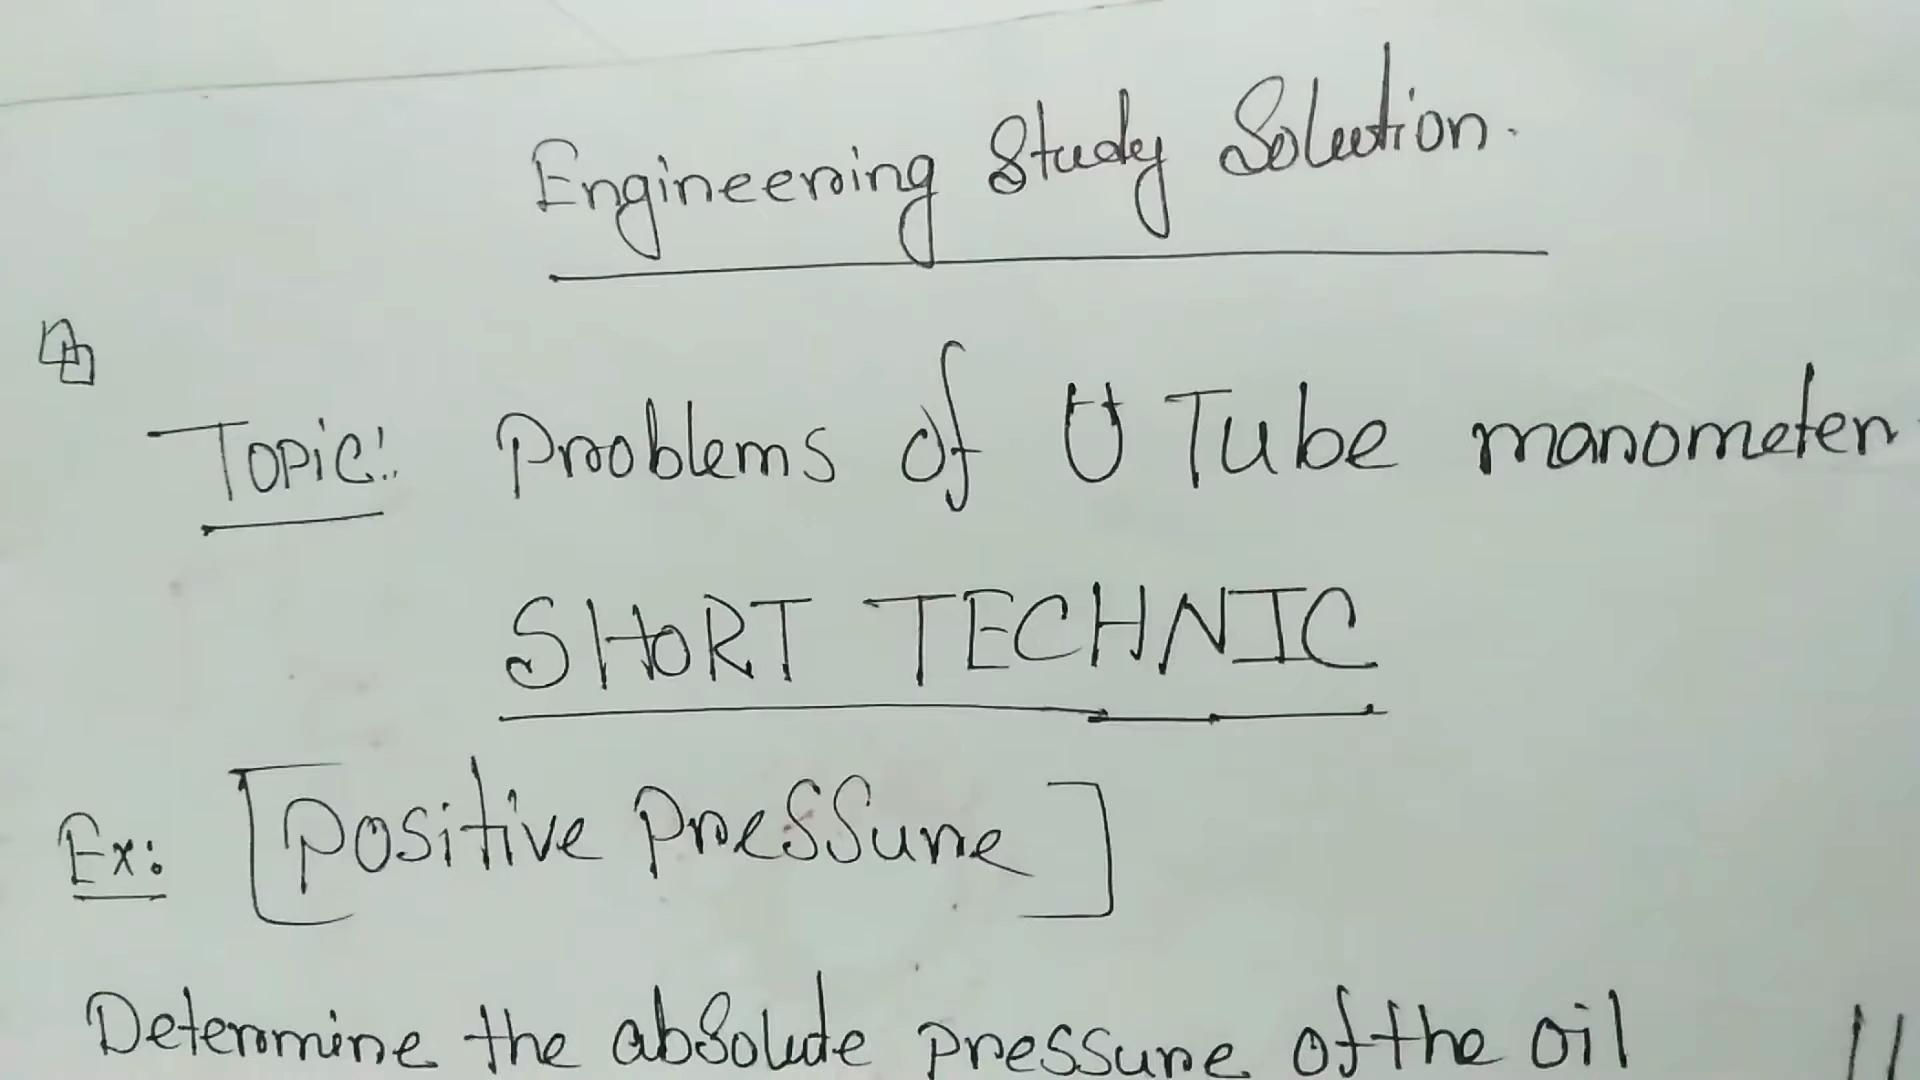 Engineering Study Solution.
Topic: Problems of U Tube manometer
SHORT TECHNIC
Ex: [Positive Pressure]
Determine the absolute pressure of the oil